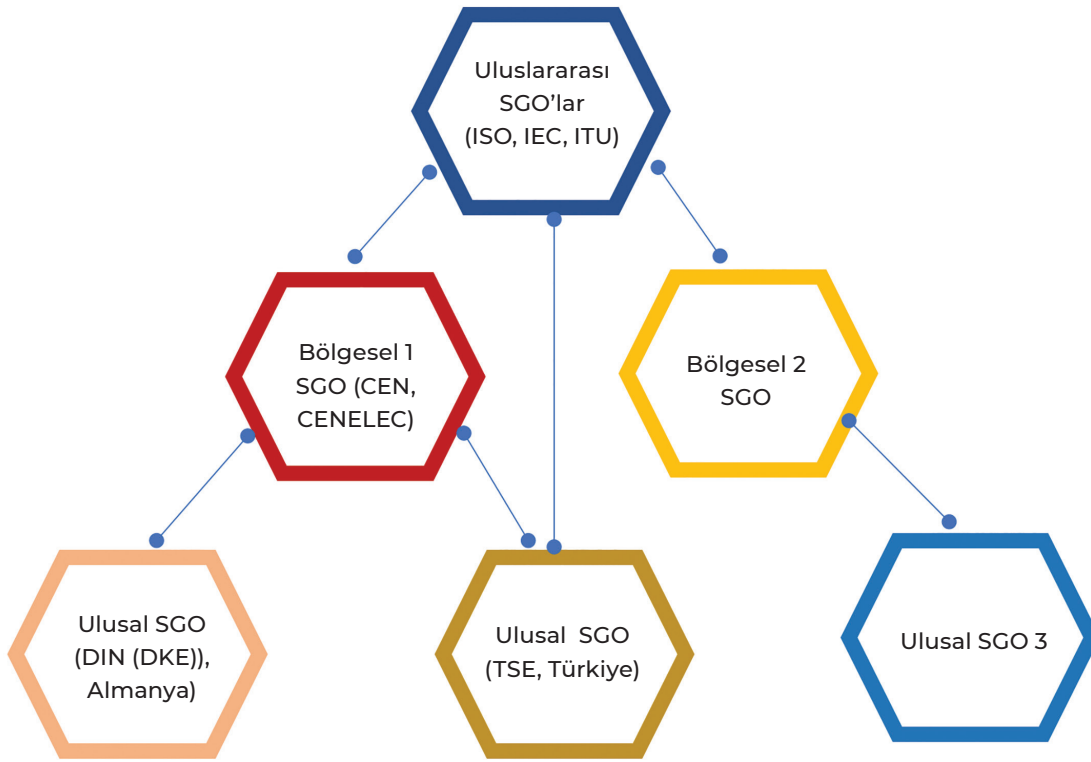 Uluslararası
SGO’lar
(ISO, IEC, ITU)
Bölgesel 1
SGO (CEN,
CENELEC)
Bölgesel 2
SGO
Ulusal SGO
(DIN (DKE)),
Almanya)
Ulusal  SGO
(TSE, Türkiye)
Ulusal SGO 3